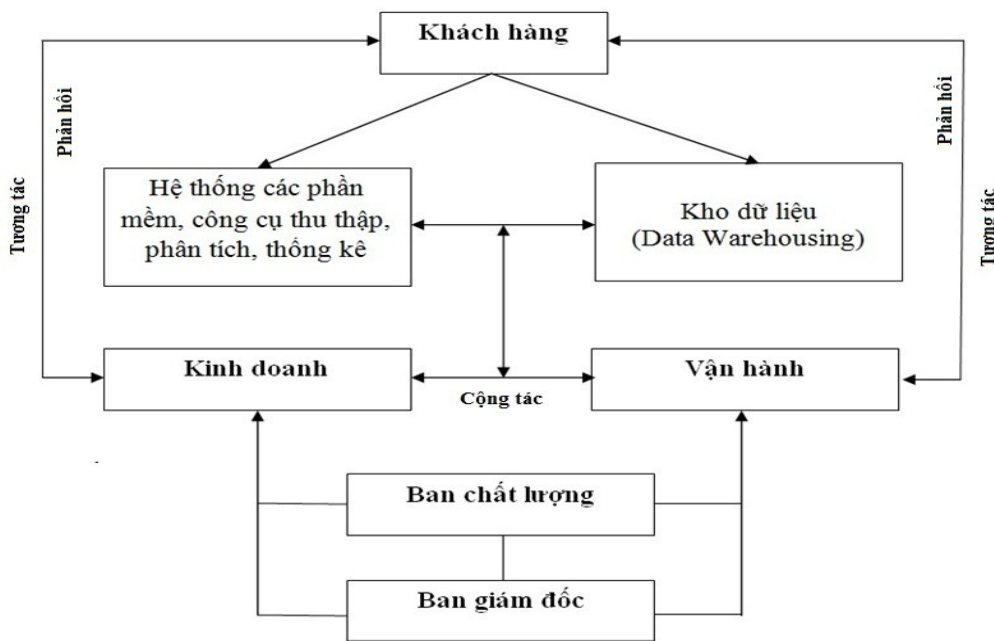 Khách hàng
Phản hồi
Tương tác
Phản hồi
Tương tác
Hệ thống các phần
mềm, công cụ thu thập,
phân tích, thống kê
Kho dữ liệu
(Data Warehousing)
Kinh doanh
Cộng tác
Vận hành
Ban chất lượng
Ban giám đốc